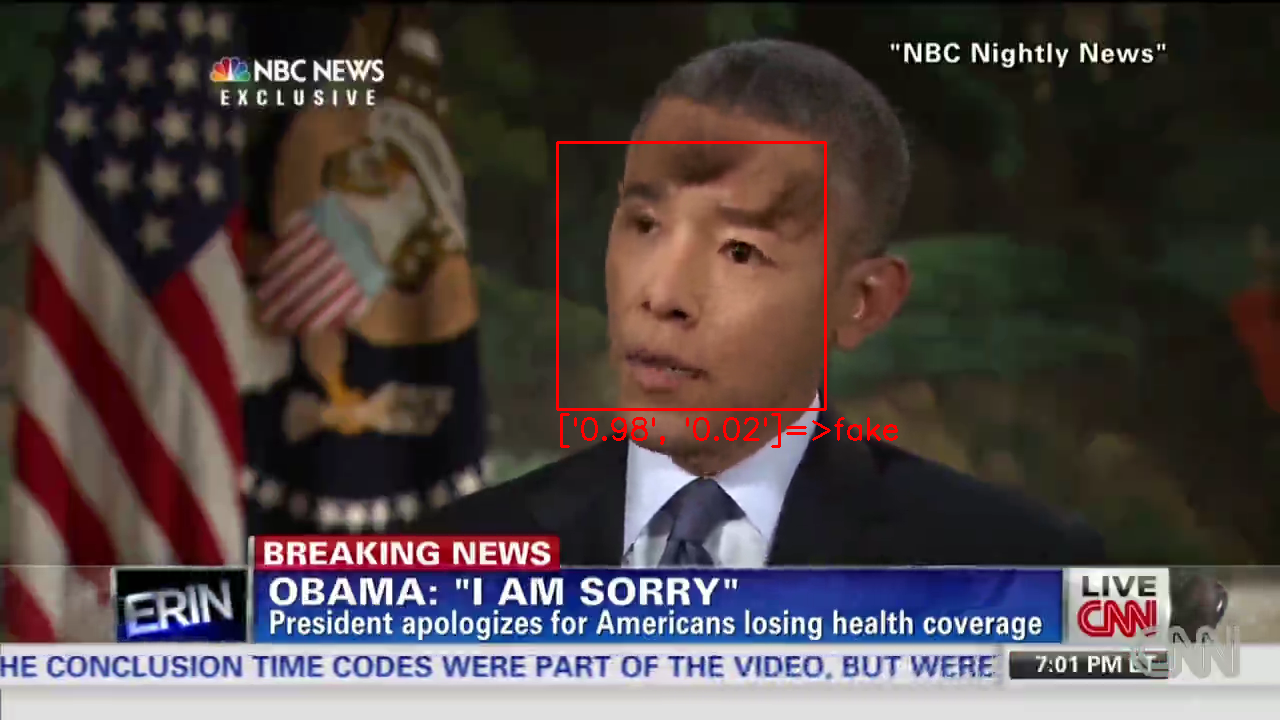 NBC NEWS
EXCLUSIVE
"NBC Nightly News"
['0.98', '0.02']=>fake
BREAKING NEWS
ERIN
OBAMA: "I AM SORRY"
President apologizes for Americans losing health coverage
LIVE
CNN
HE CONCLUSION TIME CODES WERE PART OF THE VIDEO, BUT WERE
7:01 PM ET
CNN